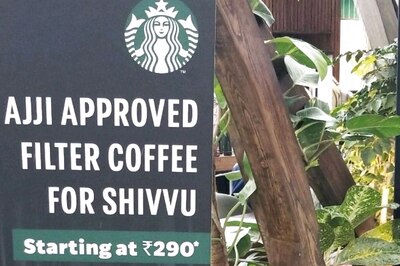 AJJI APPROVED
FILTER COFFEE
FOR SHIVVU
Starting at ₹290*